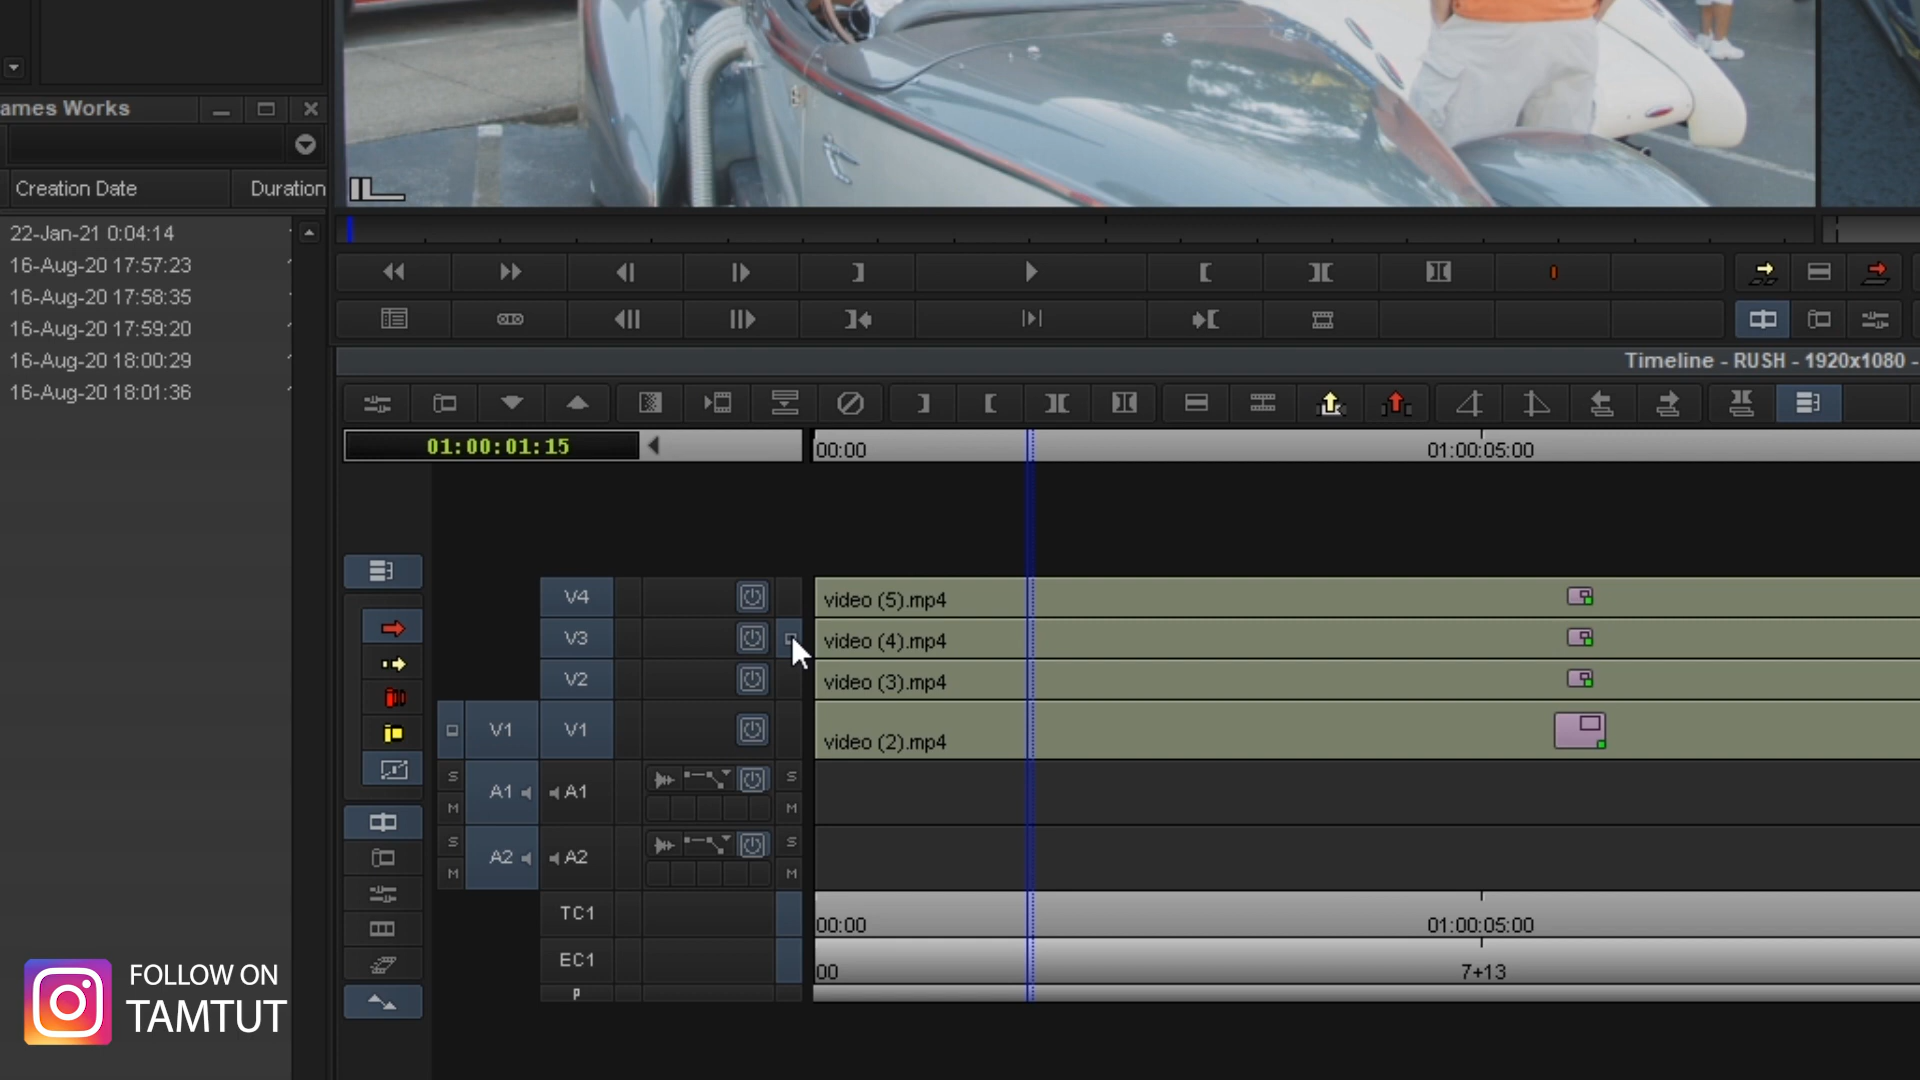 ames Works
Creation Date Duration
22-Jan-21 0:04:14
16-Aug-20 17:57:23
16-Aug-20 17:58:35
16-Aug-20 17:59:20
16-Aug-20 18:00:29
16-Aug-20 18:01:36
Timeline - RUSH - 1920x1080 -
01:00:01:15
00:00 01:00:05:00
V4 video (5).mp4
V3 video (4).mp4
V2 video (3).mp4
V1 V1 video (2).mp4
S A1 A1 S
M M
S A2 A2 S
M M
TC1 00:00 01:00:05:00
EC1 00 7+13
P
FOLLOW ON
TAMTUT